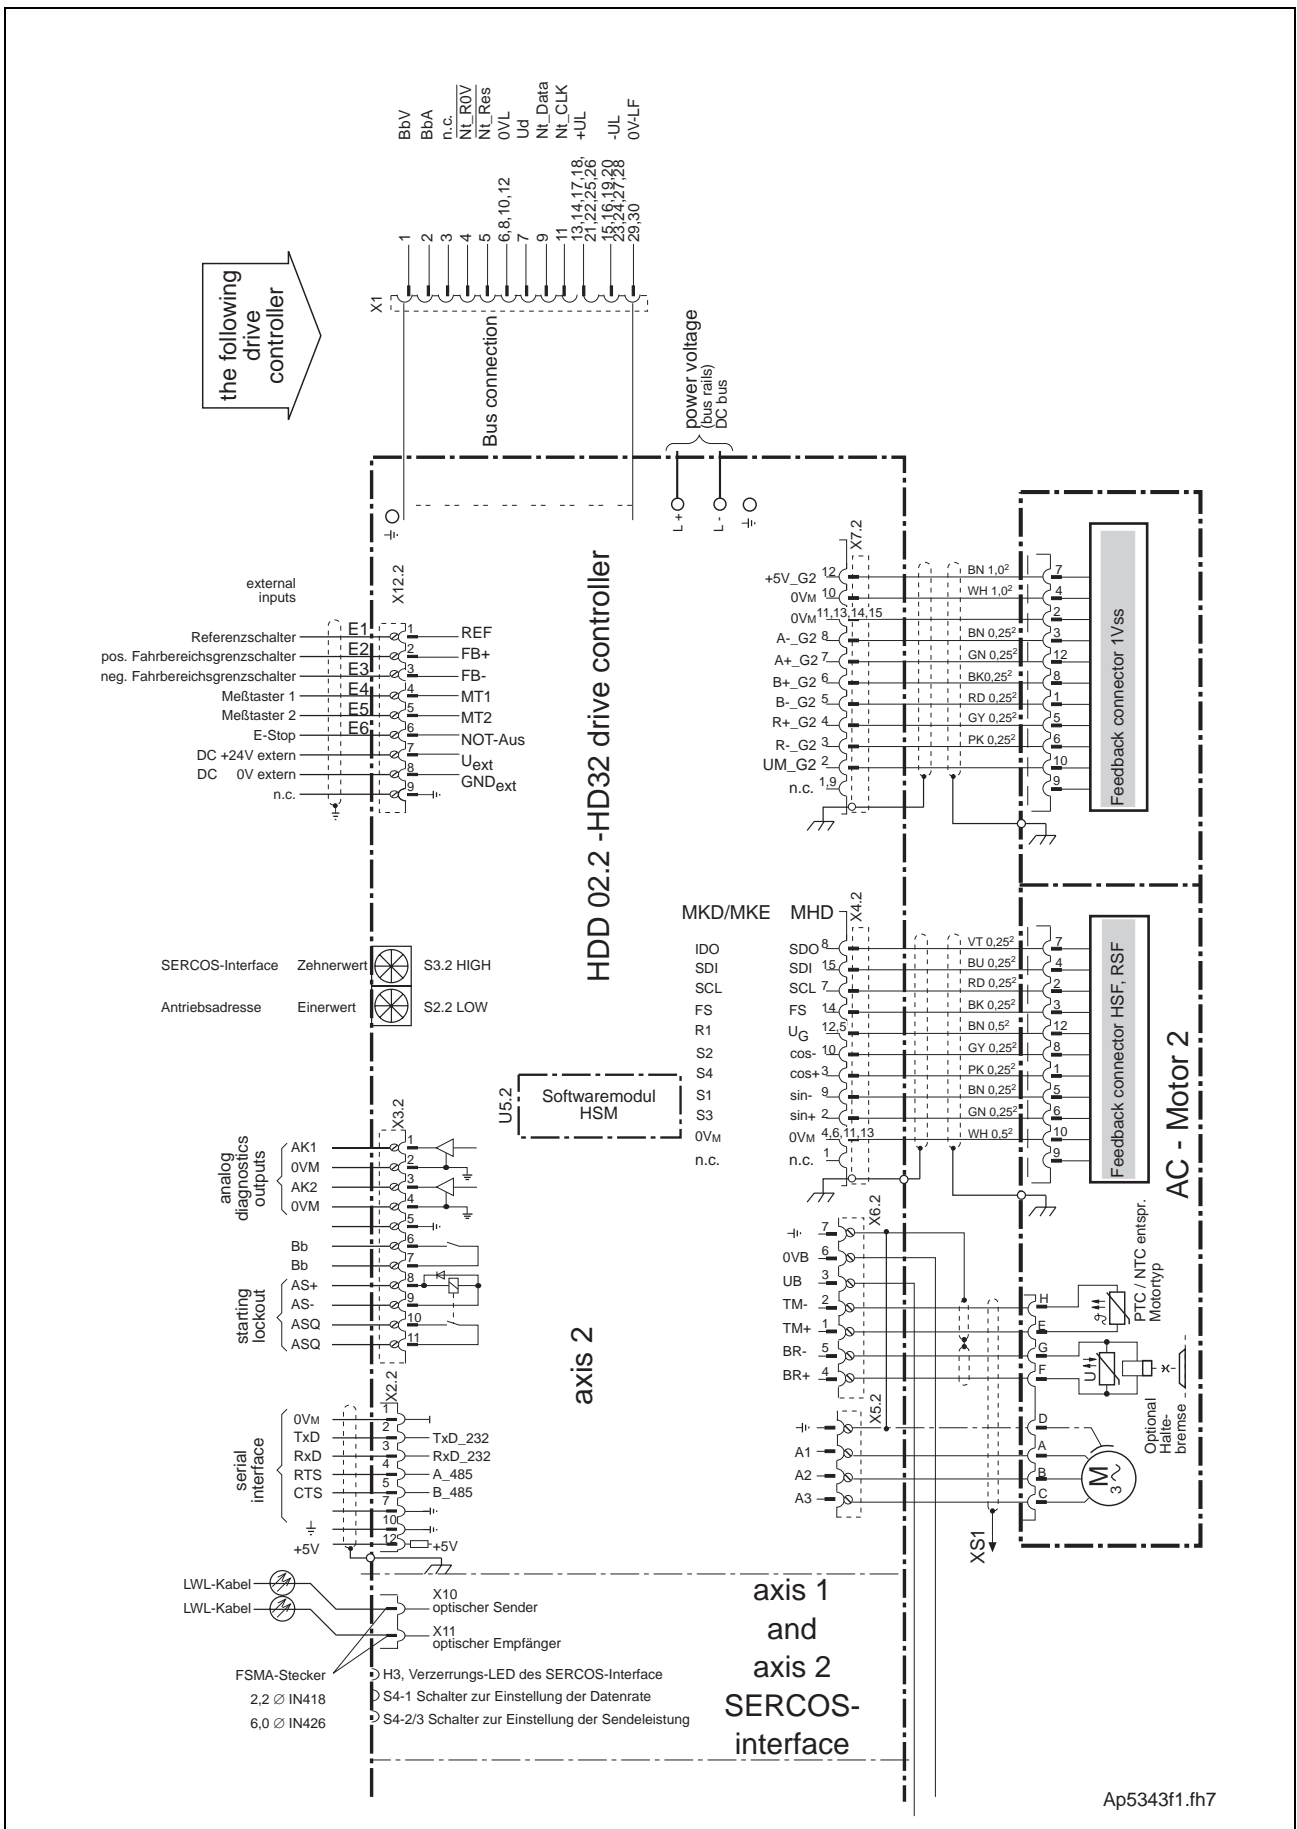 BbV
BbA
n.c.
Nt_R0V
Nt_Res
0VL
Ud
Nt_Data
Nt_CLK
+UL
-UL
0V-LF
1
2
3
4
5
6,8,10,12
7
9
11
13,14,17,18,
21,22,25,26
15,16,19,20
23,24,27,28
29,30
the following
drive
controller
X1
Bus connection
power voltage
(bus rails)
DC bus
L +
L -
external
inputs
X12.2
Referenzschalter E1 1 REF
pos. Fahrbereichsgrenzschalter E2 2 FB+
neg. Fahrbereichsgrenzschalter E3 3 FB-
Meßtaster 1 E4 4 MT1
Meßtaster 2 E5 5 MT2
E-Stop E6 6 NOT-Aus
DC +24V extern 7 Uext
DC 0V extern 8 GNDext
n.c. 9
HDD 02.2 -HD32 drive controller
X7.2
+5V_G2 12 BN 1,0² 7
0VM 10 WH 1,0² 4
0VM 11,13,14,15 2
A-_G2 8 BN 0,25² 3
A+_G2 7 GN 0,25² 12
B+_G2 6 BK0,25² 8
B-_G2 5 RD 0,25² 1
R+_G2 4 GY 0,25² 5
R-_G2 3 PK 0,25² 6
UM_G2 2 10
n.c. 1,9 9
Feedback connector 1Vss
SERCOS-Interface Zehnerwert S3.2 HIGH
Antriebsadresse Einerwert S2.2 LOW
MKD/MKE MHD X4.2
IDO SDO 8 VT 0,25² 7
SDI SDI 15 BU 0,25² 4
SCL SCL 7 RD 0,25² 2
FS FS 14 BK 0,25² 3
R1 UG 12,5 BN 0,5² 12
S2 cos- 10 GY 0,25² 8
S4 cos+ 3 PK 0,25² 1
S1 sin- 9 BN 0,25² 5
S3 sin+ 2 GN 0,25² 6
0VM 0VM 4,6,11,13 WH 0,5² 10
n.c. n.c. 1 9
Feedback connector HSF, RSF
AC - Motor 2
U5.2
Softwaremodul
HSM
X3.2
analog
diagnostics
outputs
AK1 1
0VM 2
AK2 3
0VM 4
5
Bb 6
Bb 7
starting
lockout
AS+ 8
AS- 9
ASQ 10
ASQ 11
axis 2
X6.2
7
0VB 6
UB 3
TM- 2 H
TM+ 1 E
BR- 5 G
BR+ 4 F
PTC / NTC entspr.
Motortyp
U
Optional
Halte-
bremse
X5.2
D
A1 A
A2 B
A3 C
M
3
XS1
X2.2
serial
interface
0VM 1
TxD 2 TxD_232
RxD 3 RxD_232
RTS 4 A_485
CTS 5 B_485
7
10
+5V 12 +5V
LWL-Kabel
LWL-Kabel
X10
optischer Sender
X11
optischer Empfänger
FSMA-Stecker
2,2 ∅ IN418
6,0 ∅ IN426
H3, Verzerrungs-LED des SERCOS-Interface
S4-1 Schalter zur Einstellung der Datenrate
S4-2/3 Schalter zur Einstellung der Sendeleistung
axis 1
and
axis 2
SERCOS-
interface
Ap5343f1.fh7